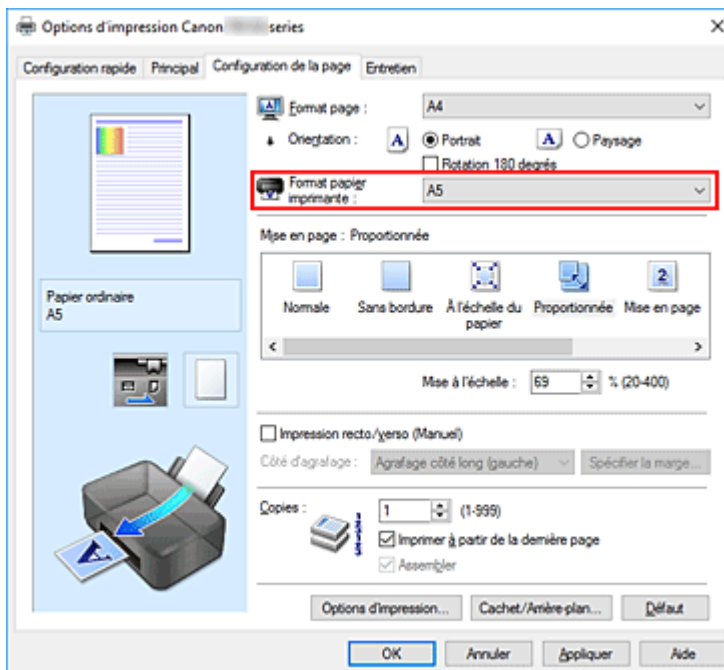 Options d'impression Canon series
Configuration rapide Principal Configuration de la page Entretien
Format page : A4
Orientation : A Portrait A Paysage
Rotation 180 degrés
Format papier imprimante : A5
Mise en page : Proportionnée
Normale Sans bordure À l'échelle du papier Proportionnée Mise en page
Papier ordinaire
A5
Mise à l'échelle : 69 % (20-400)
Impression recto/verso (Manuel)
Côté d'agrafage : Agrafage côté long (gauche) Spécifier la marge...
Copies : 1 (1-999)
Imprimer à partir de la dernière page
Assembler
Options d'impression... Cachet/Arrière-plan... Défaut
OK Annuler Appliquer Aide